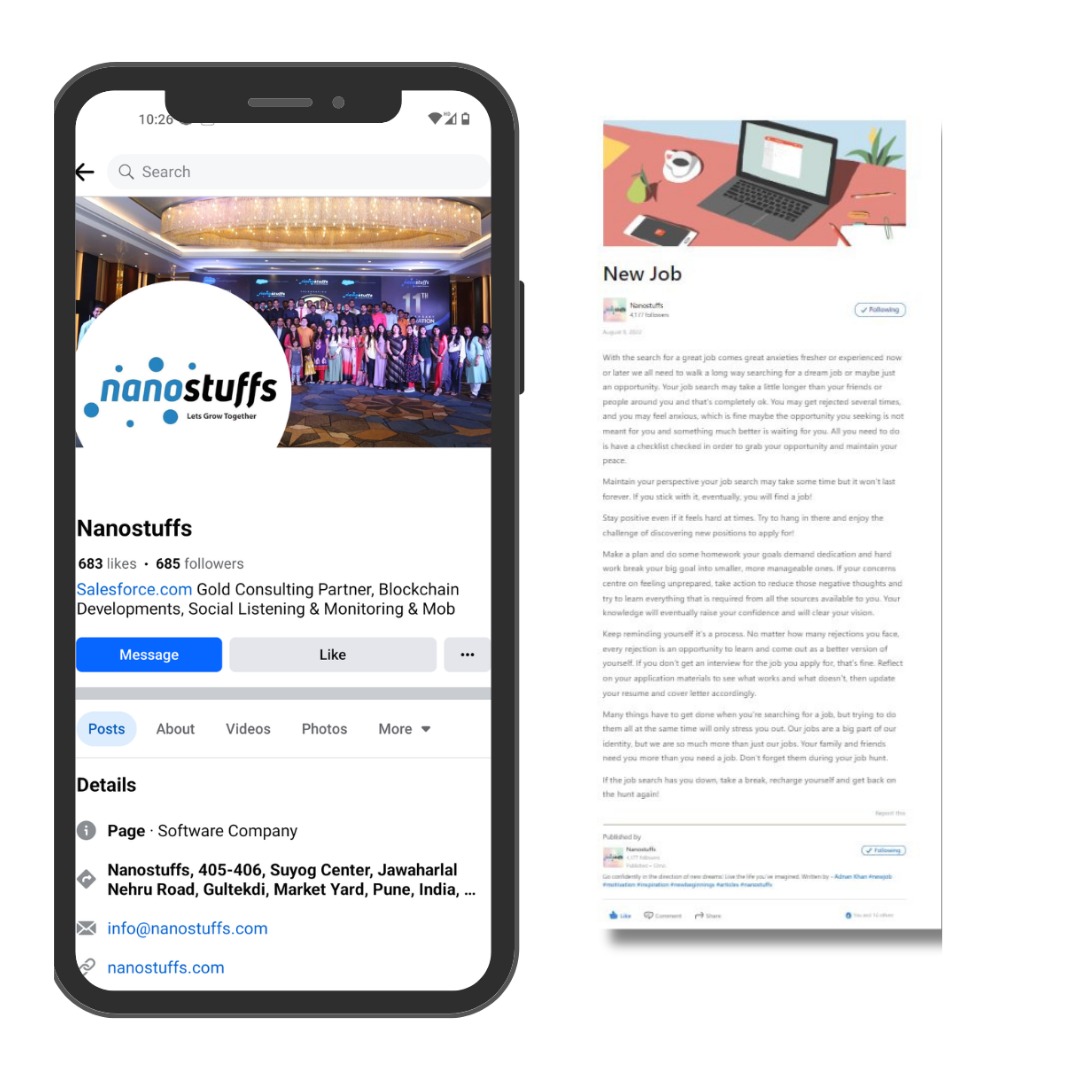 10:26
Search
nanostuffs
11TH
nanostuffs
Lets Grow Together
Nanostuffs
683 likes · 685 followers
Salesforce.com Gold Consulting Partner, Blockchain
Developments, Social Listening & Monitoring & Mob
Message
Like
Posts
About
Videos
Photos
More
Details
Page · Software Company
Nanostuffs, 405-406, Suyog Center, Jawaharlal
Nehru Road, Gultekdi, Market Yard, Pune, India, ...
info@nanostuffs.com
nanostuffs.com
New Job
Nanostuffs
4,177 followers
Following
August 9, 2022
With the search for a great job comes great anxieties fresher or experienced now
or later we all need to walk a long way searching for a dream job or maybe just
an opportunity. Your job search may take a little longer than your friends or
people around you and that's completely ok. You may get rejected several times,
and you may feel anxious, which is fine maybe the opportunity you seeking is not
meant for you and something much better is waiting for you. All you need to do
is have a checklist checked in order to grab your opportunity and maintain your
peace.
Maintain your perspective your job search may take some time but it won't last
forever. If you stick with it, eventually, you will find a job!
Stay positive even if it feels hard at times. Try to hang in there and enjoy the
challenge of discovering new positions to apply for!
Make a plan and do some homework your goals demand dedication and hard
work break your big goal into smaller, more manageable ones. If your concerns
centre on feeling unprepared, take action to reduce those negative thoughts and
try to learn everything that is required from all the sources available to you. Your
knowledge will eventually raise your confidence and will clear your vision.
Keep reminding yourself it's a process. No matter how many rejections you face,
every rejection is an opportunity to learn and come out as a better version of
yourself. If you don't get an interview for the job you apply for, that's fine. Reflect
on your application materials to see what works and what doesn't, then update
your resume and cover letter accordingly.
Many things have to get done when you're searching for a job, but trying to do
them all at the same time will only stress you out. Our jobs are a big part of our
identity, but we are so much more than just our jobs. Your family and friends
need you more than you need a job. Don't forget them during your job hunt.
If the job search has you down, take a break, recharge yourself and get back on
the hunt again!
Report this
Published by
Nanostuffs
4,177 followers
Following
Go confidently in the direction of new dreams! Live the life you've imagined. Written by - Adnan Khan #newjob
#motivation #inspiration #newbeginnings #articles #nanostuffs
Like
Comment
Share